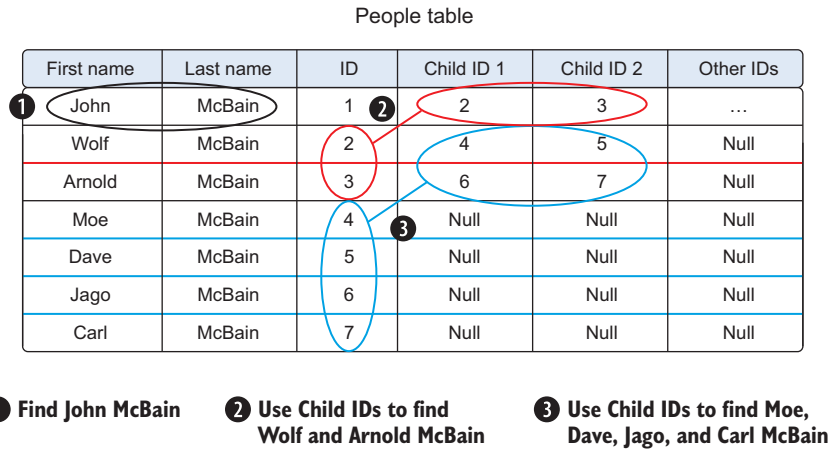 People table
First name Last name ID Child ID 1 Child ID 2 Other IDs
1 John McBain 1 2 2 3 ...
Wolf McBain 2 4 5 Null
Arnold McBain 3 6 7 Null
Moe McBain 4 3 Null Null Null
Dave McBain 5 Null Null Null
Jago McBain 6 Null Null Null
Carl McBain 7 Null Null Null
Find John McBain
2 Use Child IDs to find
Wolf and Arnold McBain
3 Use Child IDs to find Moe,
Dave, Jago, and Carl McBain